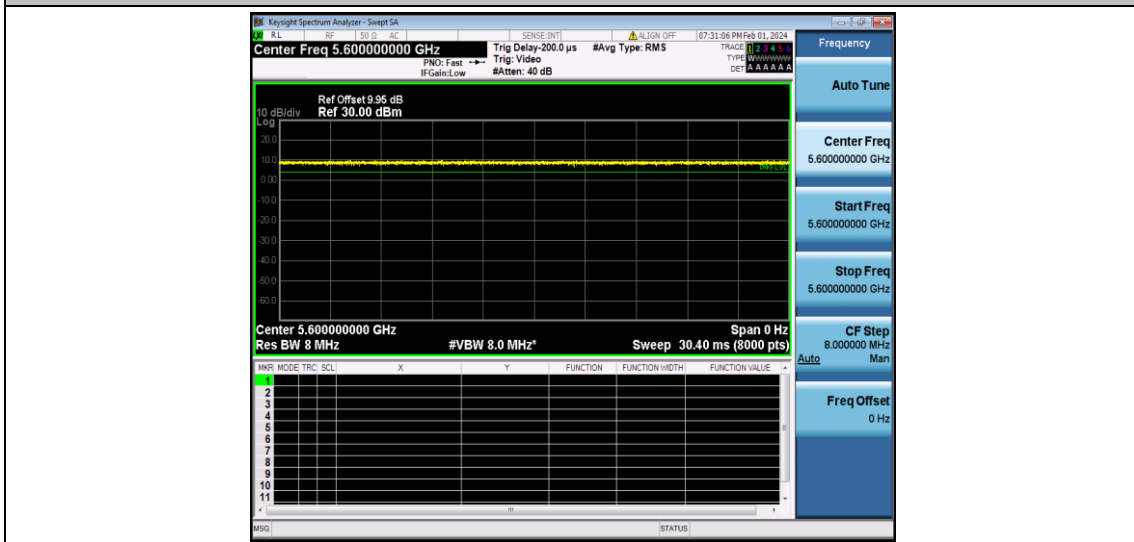 Keysight Spectrum Analyzer - Swept SA
RL RF 50 Ω AC SENSE:INT ALIGN OFF 07:31:06 PM Feb 01, 2024
Center Freq 5.600000000 GHz Trig Delay-200.0 µs #Avg Type: RMS TRACE 1 2 3 4 5 6
PNO: Fast Trig: Video TYPE WWWWWW
IFGain:Low #Atten: 40 dB DET A A A A A A
Ref Offset 9.95 dB
10 dB/div Ref 30.00 dBm
Log
20.0
10.0
TRIG LVL
0.00
-10.0
-20.0
-30.0
-40.0
-50.0
-60.0
Center 5.600000000 GHz Span 0 Hz
Res BW 8 MHz #VBW 8.0 MHz* Sweep 30.40 ms (8000 pts)
MKR MODE TRC SCL X Y FUNCTION FUNCTION WIDTH FUNCTION VALUE
1
2
3
4
5
6
7
8
9
10
11
MSG STATUS
Frequency
Auto Tune
Center Freq
5.600000000 GHz
Start Freq
5.600000000 GHz
Stop Freq
5.600000000 GHz
CF Step
8.000000 MHz
Auto Man
Freq Offset
0 Hz